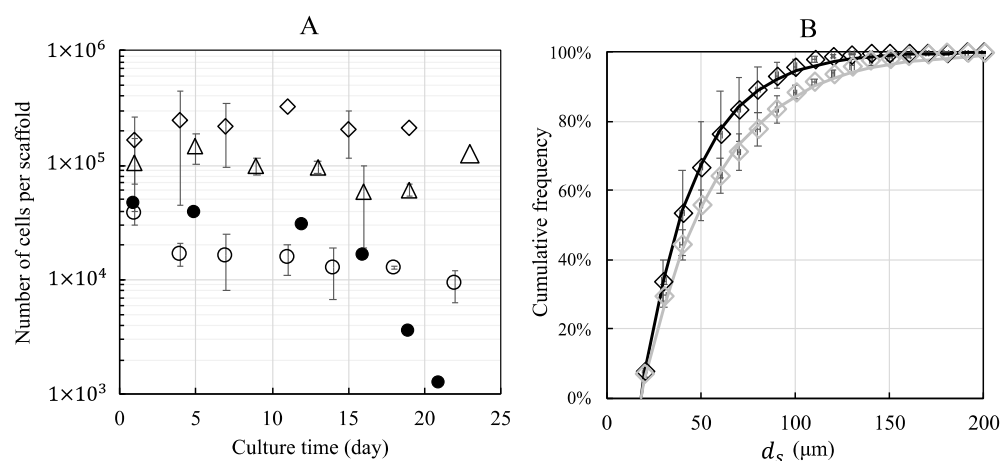 A
1×10⁶
1×10⁵
1×10⁴
1×10³
0 5 10 15 20 25
Number of cells per scaffold
Culture time (day)
B
100%
80%
60%
40%
20%
0%
0 50 100 150 200
Cumulative frequency
dₛ (μm)